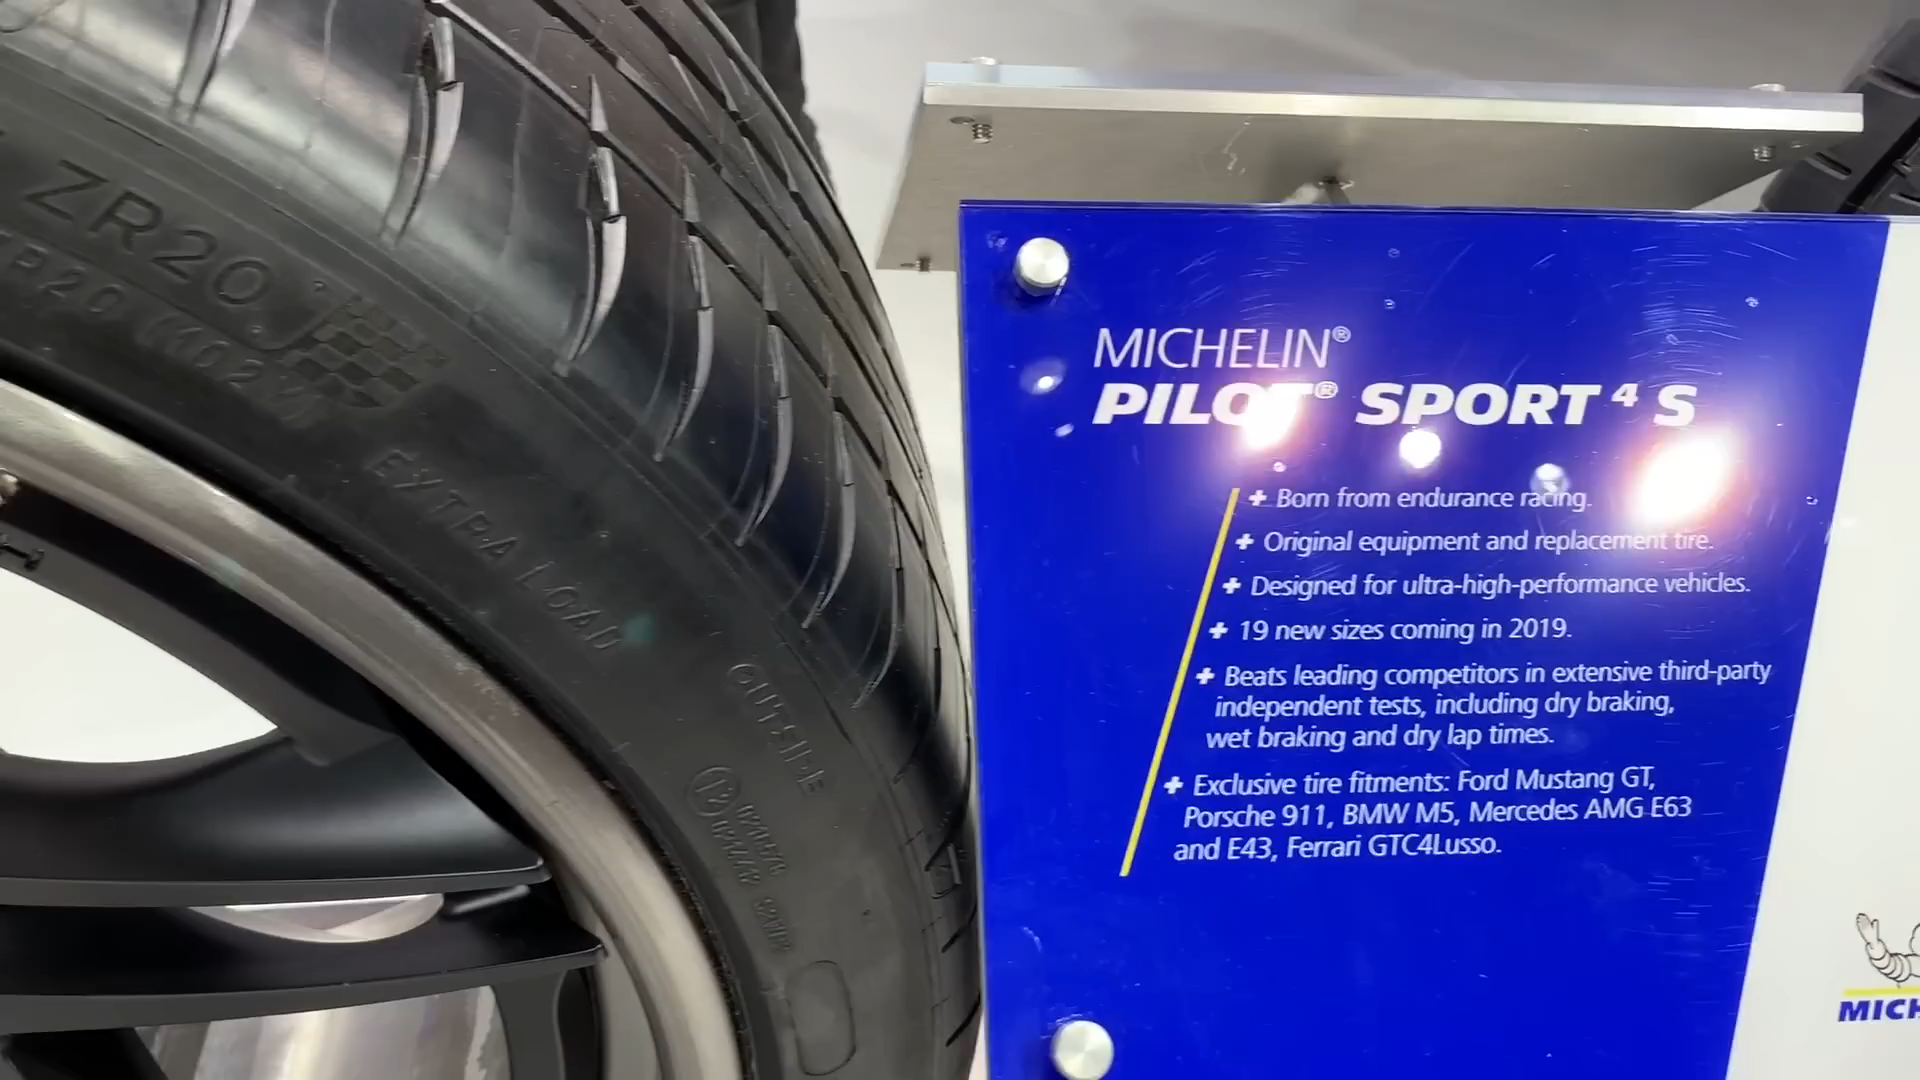 ZR20
EXTRA LOAD
OUTSIDE
MICHELIN®
PILOT® SPORT 4 S
+ Born from endurance racing.
+ Original equipment and replacement tire.
+ Designed for ultra-high-performance vehicles.
+ 19 new sizes coming in 2019.
+ Beats leading competitors in extensive third-party
independent tests, including dry braking,
wet braking and dry lap times.
+ Exclusive tire fitments: Ford Mustang GT,
Porsche 911, BMW M5, Mercedes AMG E63
and E43, Ferrari GTC4Lusso.